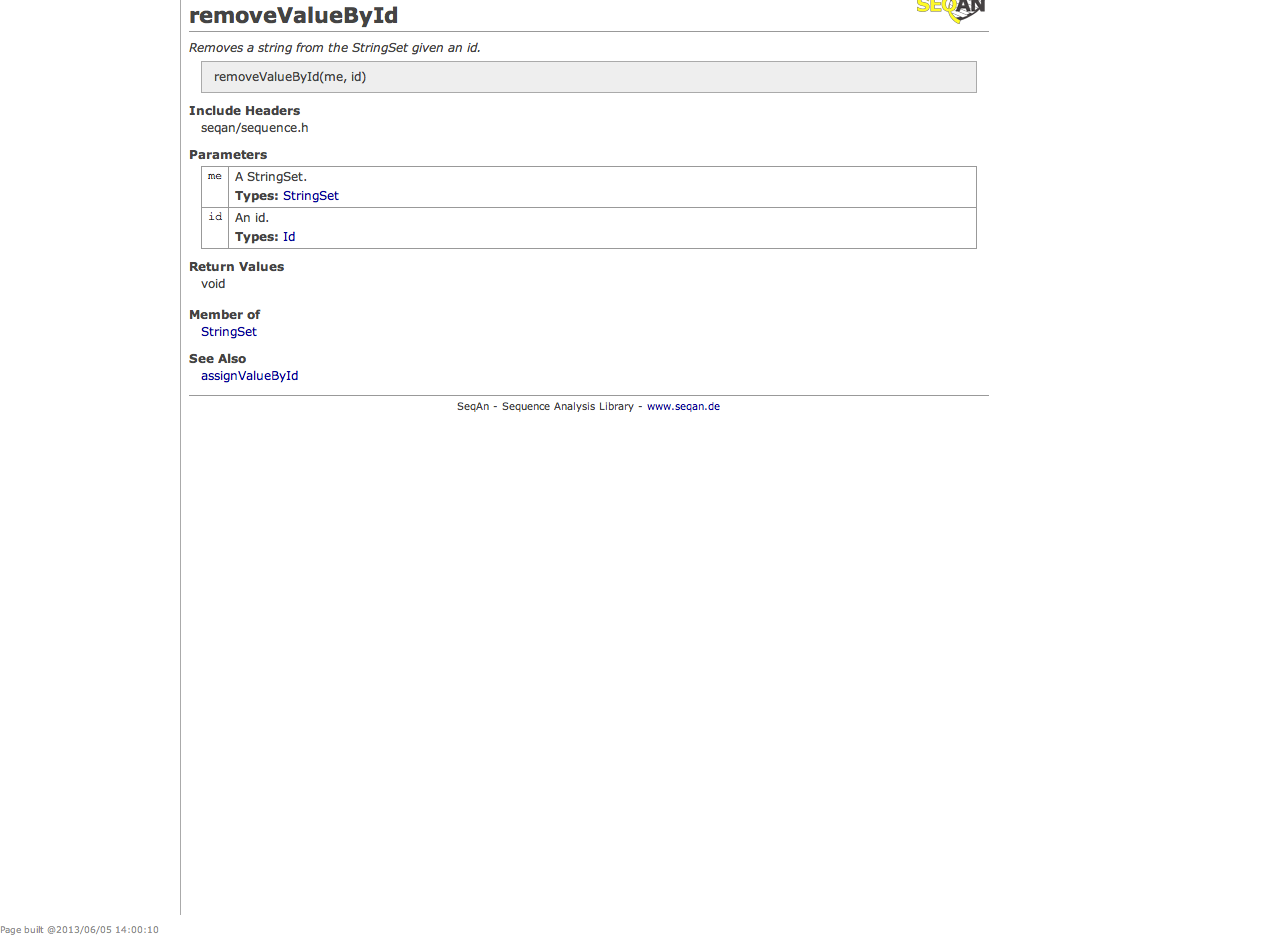 removeValueById
SEQAN
Removes a string from the StringSet given an id.
removeValueById(me, id)
Include Headers
seqan/sequence.h
Parameters
me A StringSet.
Types: StringSet
id An id.
Types: Id
Return Values
void
Member of
StringSet
See Also
assignValueById
SeqAn - Sequence Analysis Library - www.seqan.de
Page built @2013/06/05 14:00:10